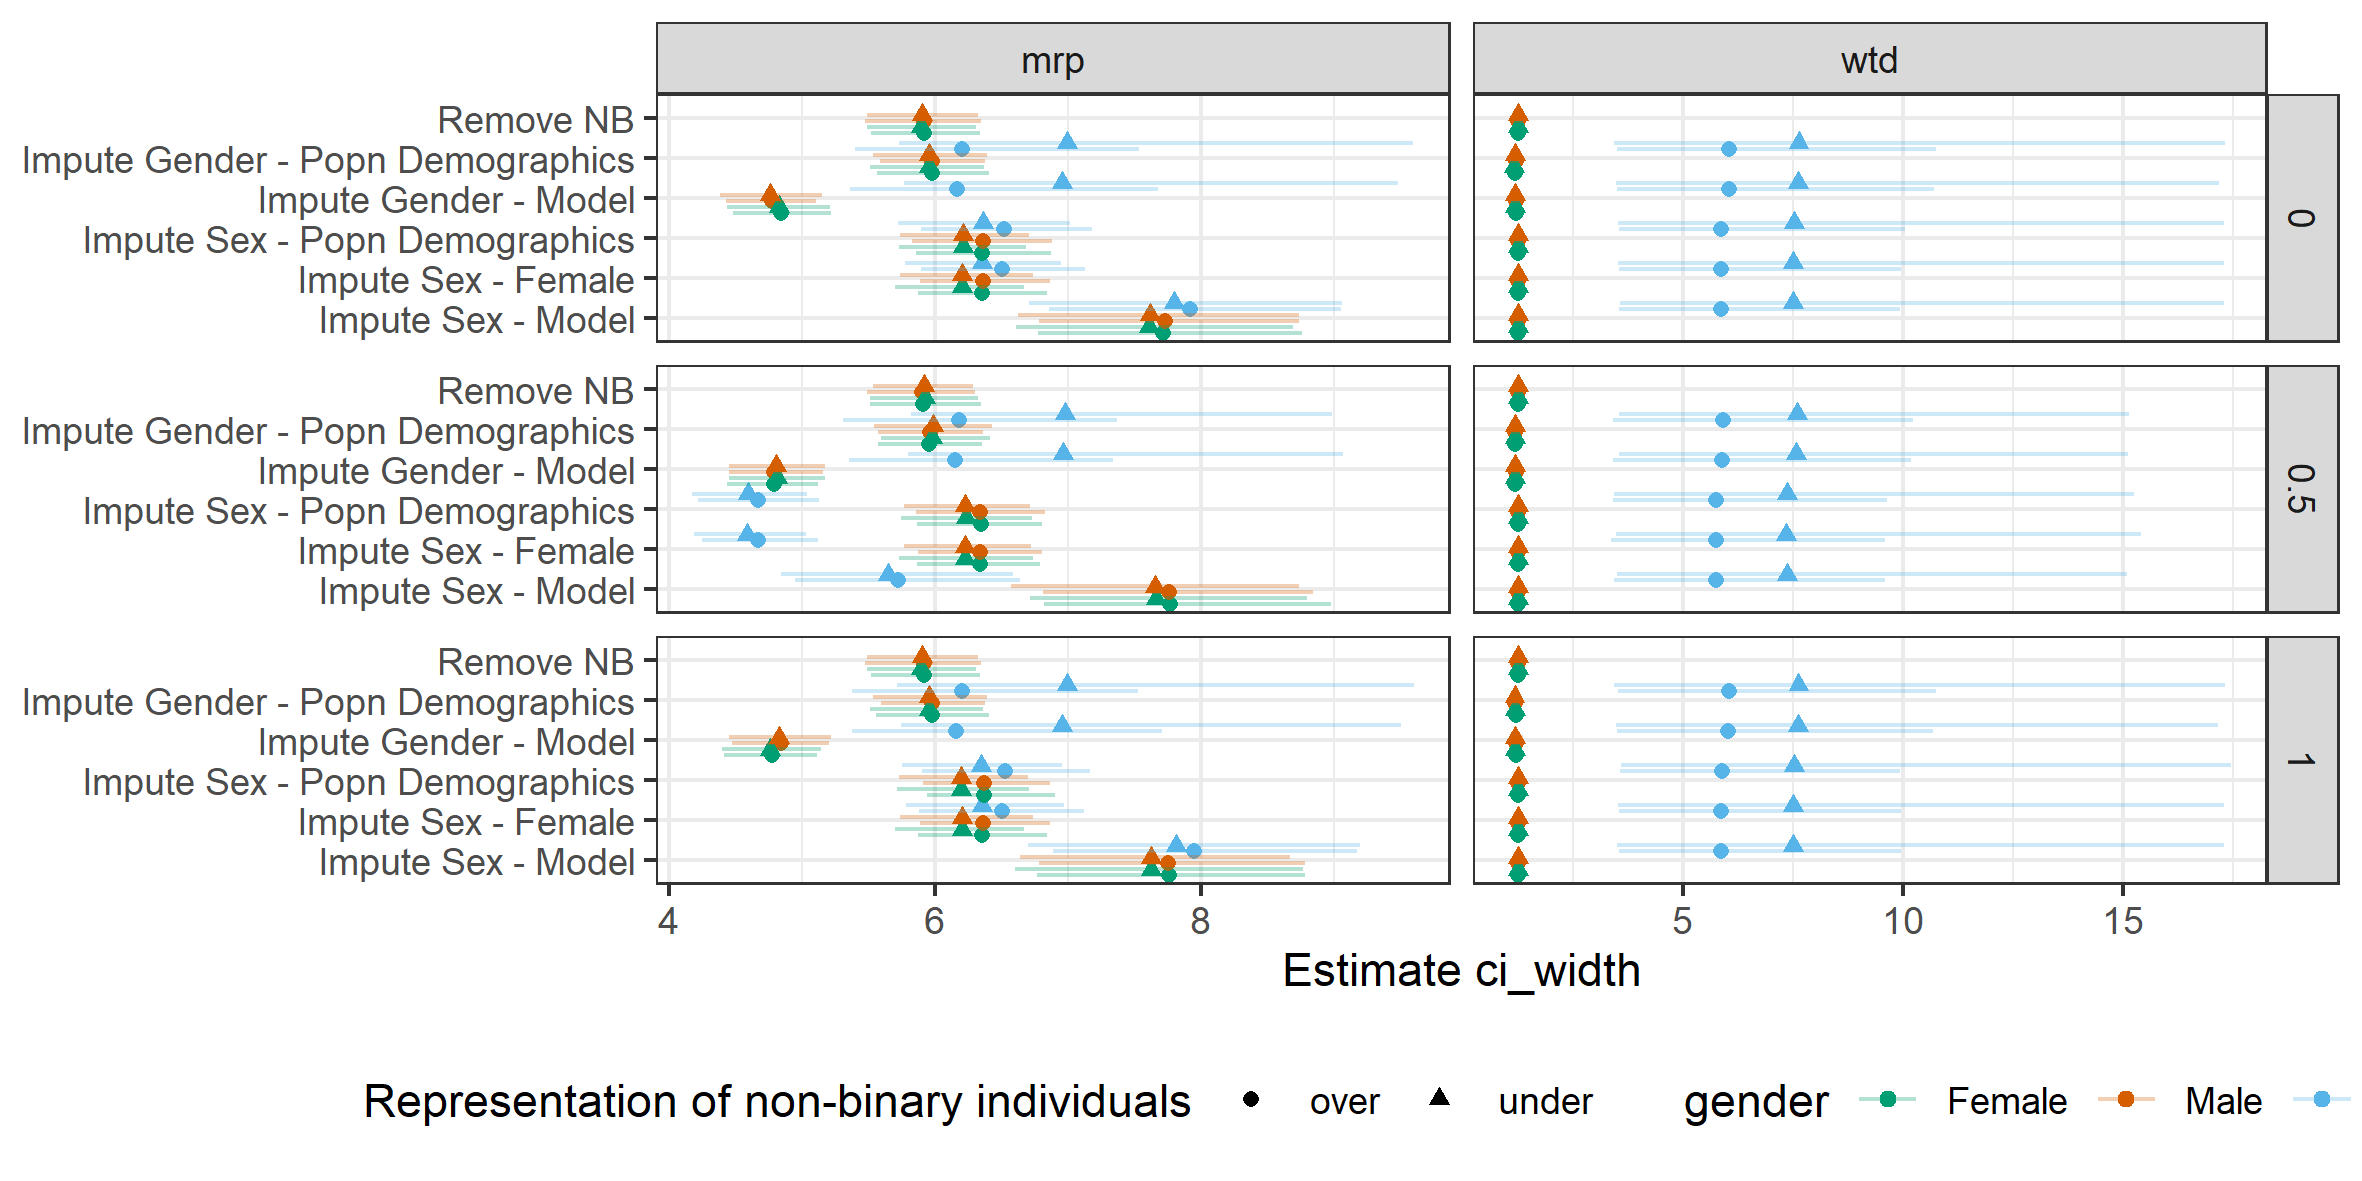 mrp wtd
Remove NB
Impute Gender - Popn Demographics
Impute Gender - Model
Impute Sex - Popn Demographics
Impute Sex - Female
Impute Sex - Model
0
Remove NB
Impute Gender - Popn Demographics
Impute Gender - Model
Impute Sex - Popn Demographics
Impute Sex - Female
Impute Sex - Model
0.5
Remove NB
Impute Gender - Popn Demographics
Impute Gender - Model
Impute Sex - Popn Demographics
Impute Sex - Female
Impute Sex - Model
1
4 6 8 5 10 15
Estimate ci_width
Representation of non-binary individuals over under gender Female Male